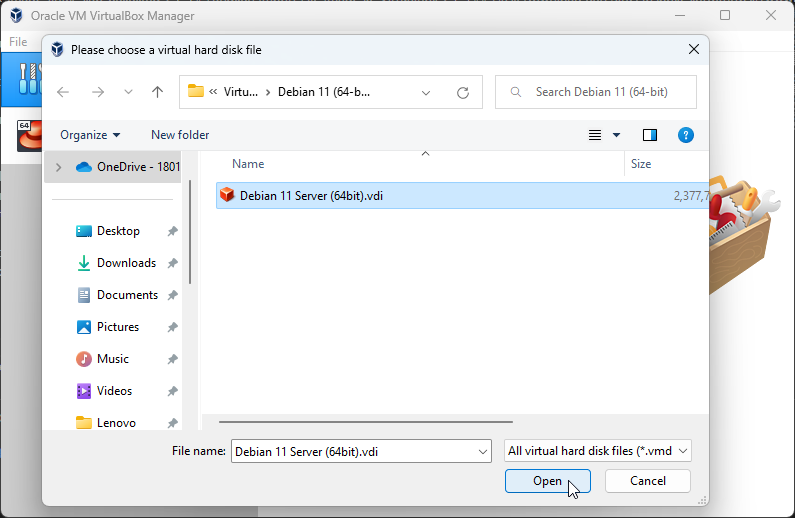 Oracle VM VirtualBox Manager
File
Please choose a virtual hard disk file
Virtu... Debian 11 (64-b...
Search Debian 11 (64-bit)
Organize New folder
64
OneDrive - 1801
Name Size
Debian 11 Server (64bit).vdi 2,377,7
Desktop
Downloads
Documents
Pictures
Music
Videos
Lenovo
File name: Debian 11 Server (64bit).vdi All virtual hard disk files (*.vmd
Open Cancel